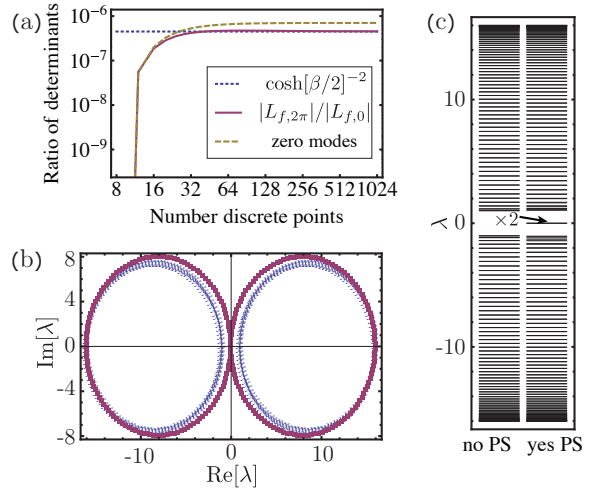 (a)
Ratio of determinants
10^-6
10^-7
10^-8
10^-9
cosh[β/2]^-2
|L_f,2π|/|L_f,0|
zero modes
8 16 32 64 128 256 512 1024
Number discrete points
(b)
Im[λ]
8
4
0
-4
-8
-10 0 10
Re[λ]
(c)
λ
10
0
-10
×2
no PS yes PS